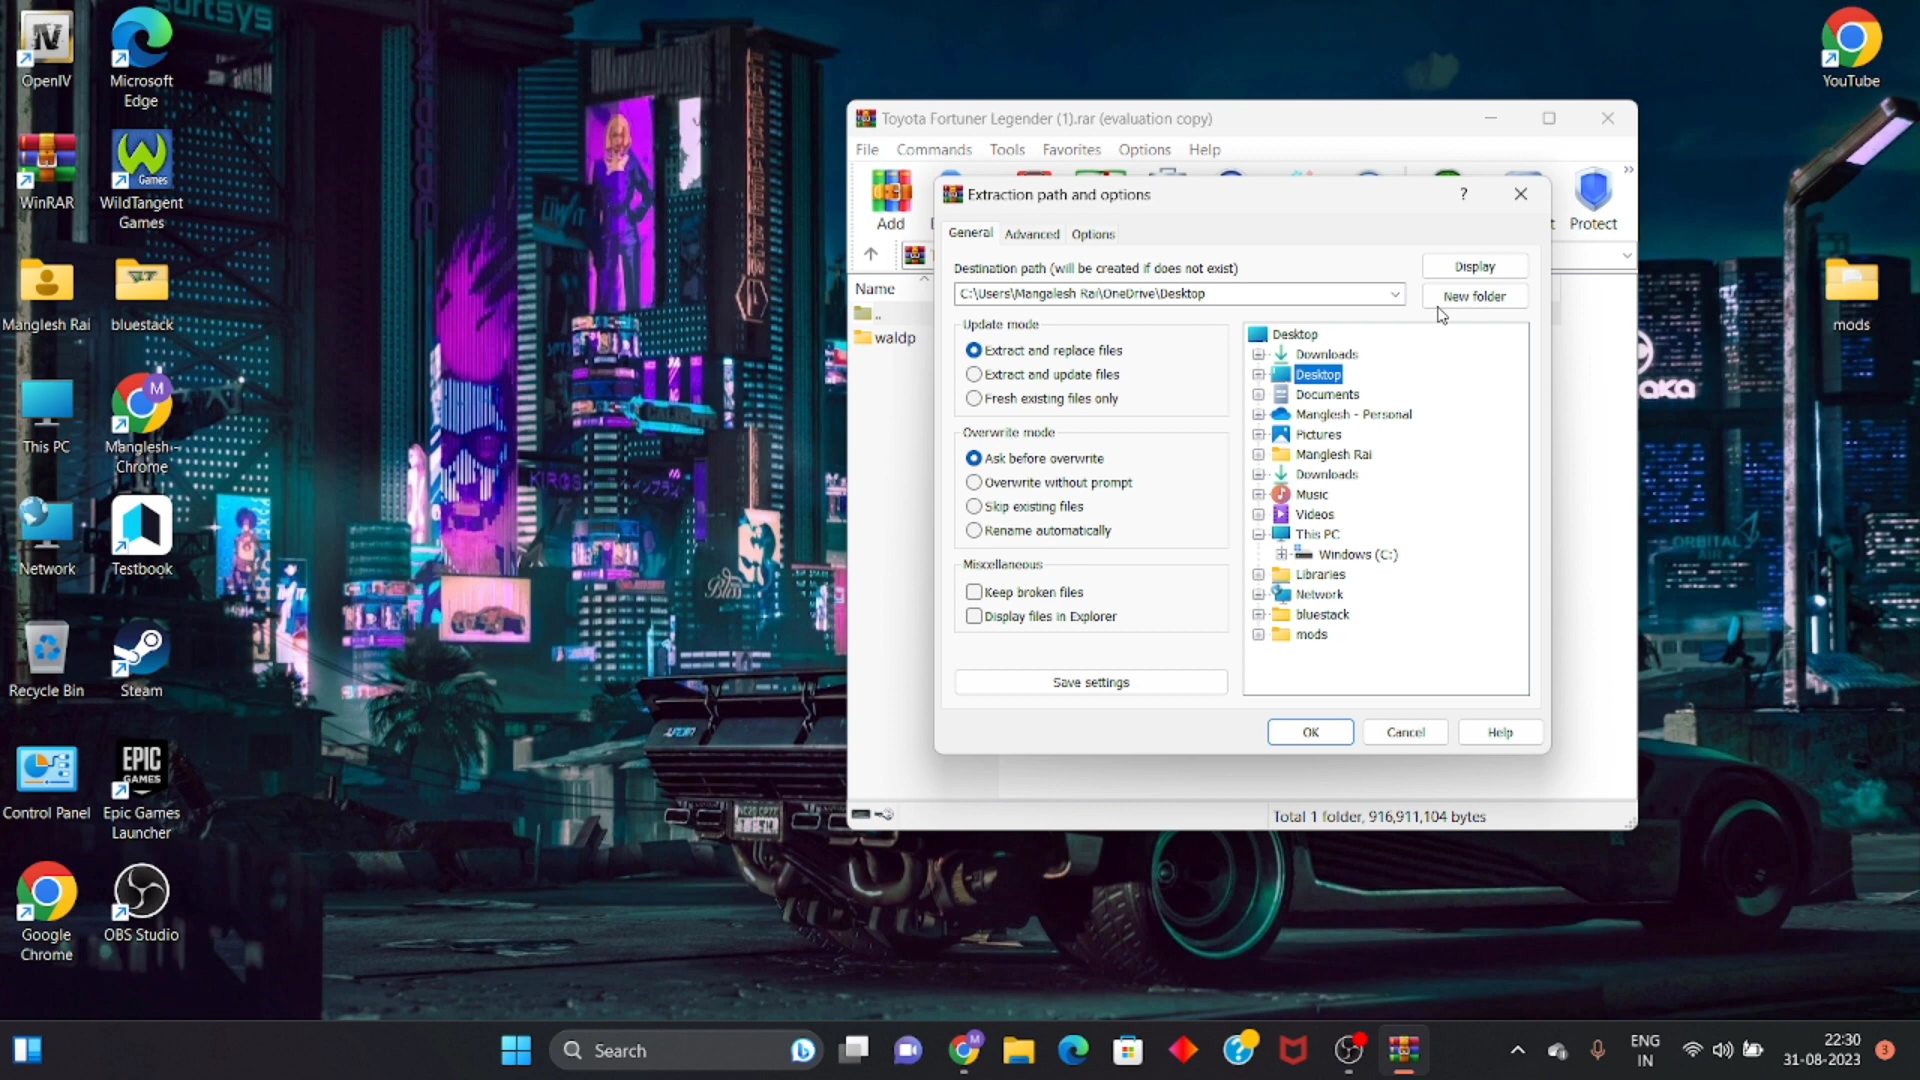 OpenIV
Microsoft
Edge
WinRAR
WildTangent
Games
Manglesh Rai
bluestack
This PC
Manglesh -
Chrome
Network
Testbook
Recycle Bin
Steam
Control Panel
Epic Games
Launcher
Google
Chrome
OBS Studio
YouTube
mods
Toyota Fortuner Legender (1).rar (evaluation copy)
File Commands Tools Favorites Options Help
Add
Protect
Name
..
waldp
Extraction path and options
General Advanced Options
Destination path (will be created if does not exist)
Display
C:\Users\Mangalesh Rai\OneDrive\Desktop
New folder
Update mode
Extract and replace files
Extract and update files
Fresh existing files only
Overwrite mode
Ask before overwrite
Overwrite without prompt
Skip existing files
Rename automatically
Miscellaneous
Keep broken files
Display files in Explorer
Save settings
Desktop
Downloads
Desktop
Documents
Manglesh - Personal
Pictures
Manglesh Rai
Downloads
Music
Videos
This PC
Windows (C:)
Libraries
Network
bluestack
mods
OK Cancel Help
Total 1 folder, 916,911,104 bytes
Search
ENG
IN
22:30
31-08-2023
3